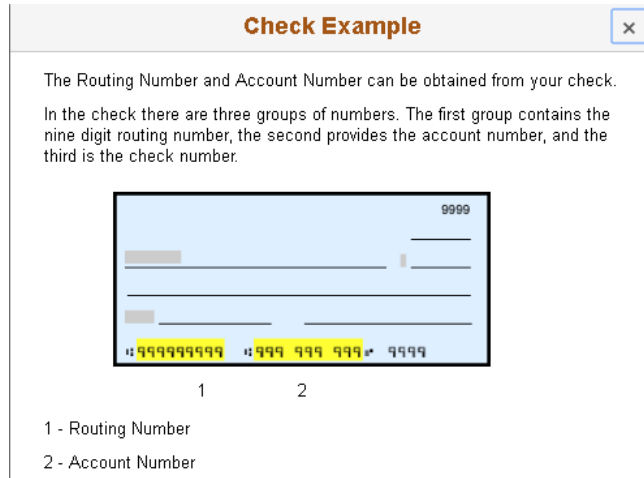 Check Example
×
The Routing Number and Account Number can be obtained from your check.
In the check there are three groups of numbers. The first group contains the
nine digit routing number, the second provides the account number, and the
third is the check number.
9999
⑆999999999 ⑆999 999 999⑈ 9999
1 2
1 - Routing Number
2 - Account Number